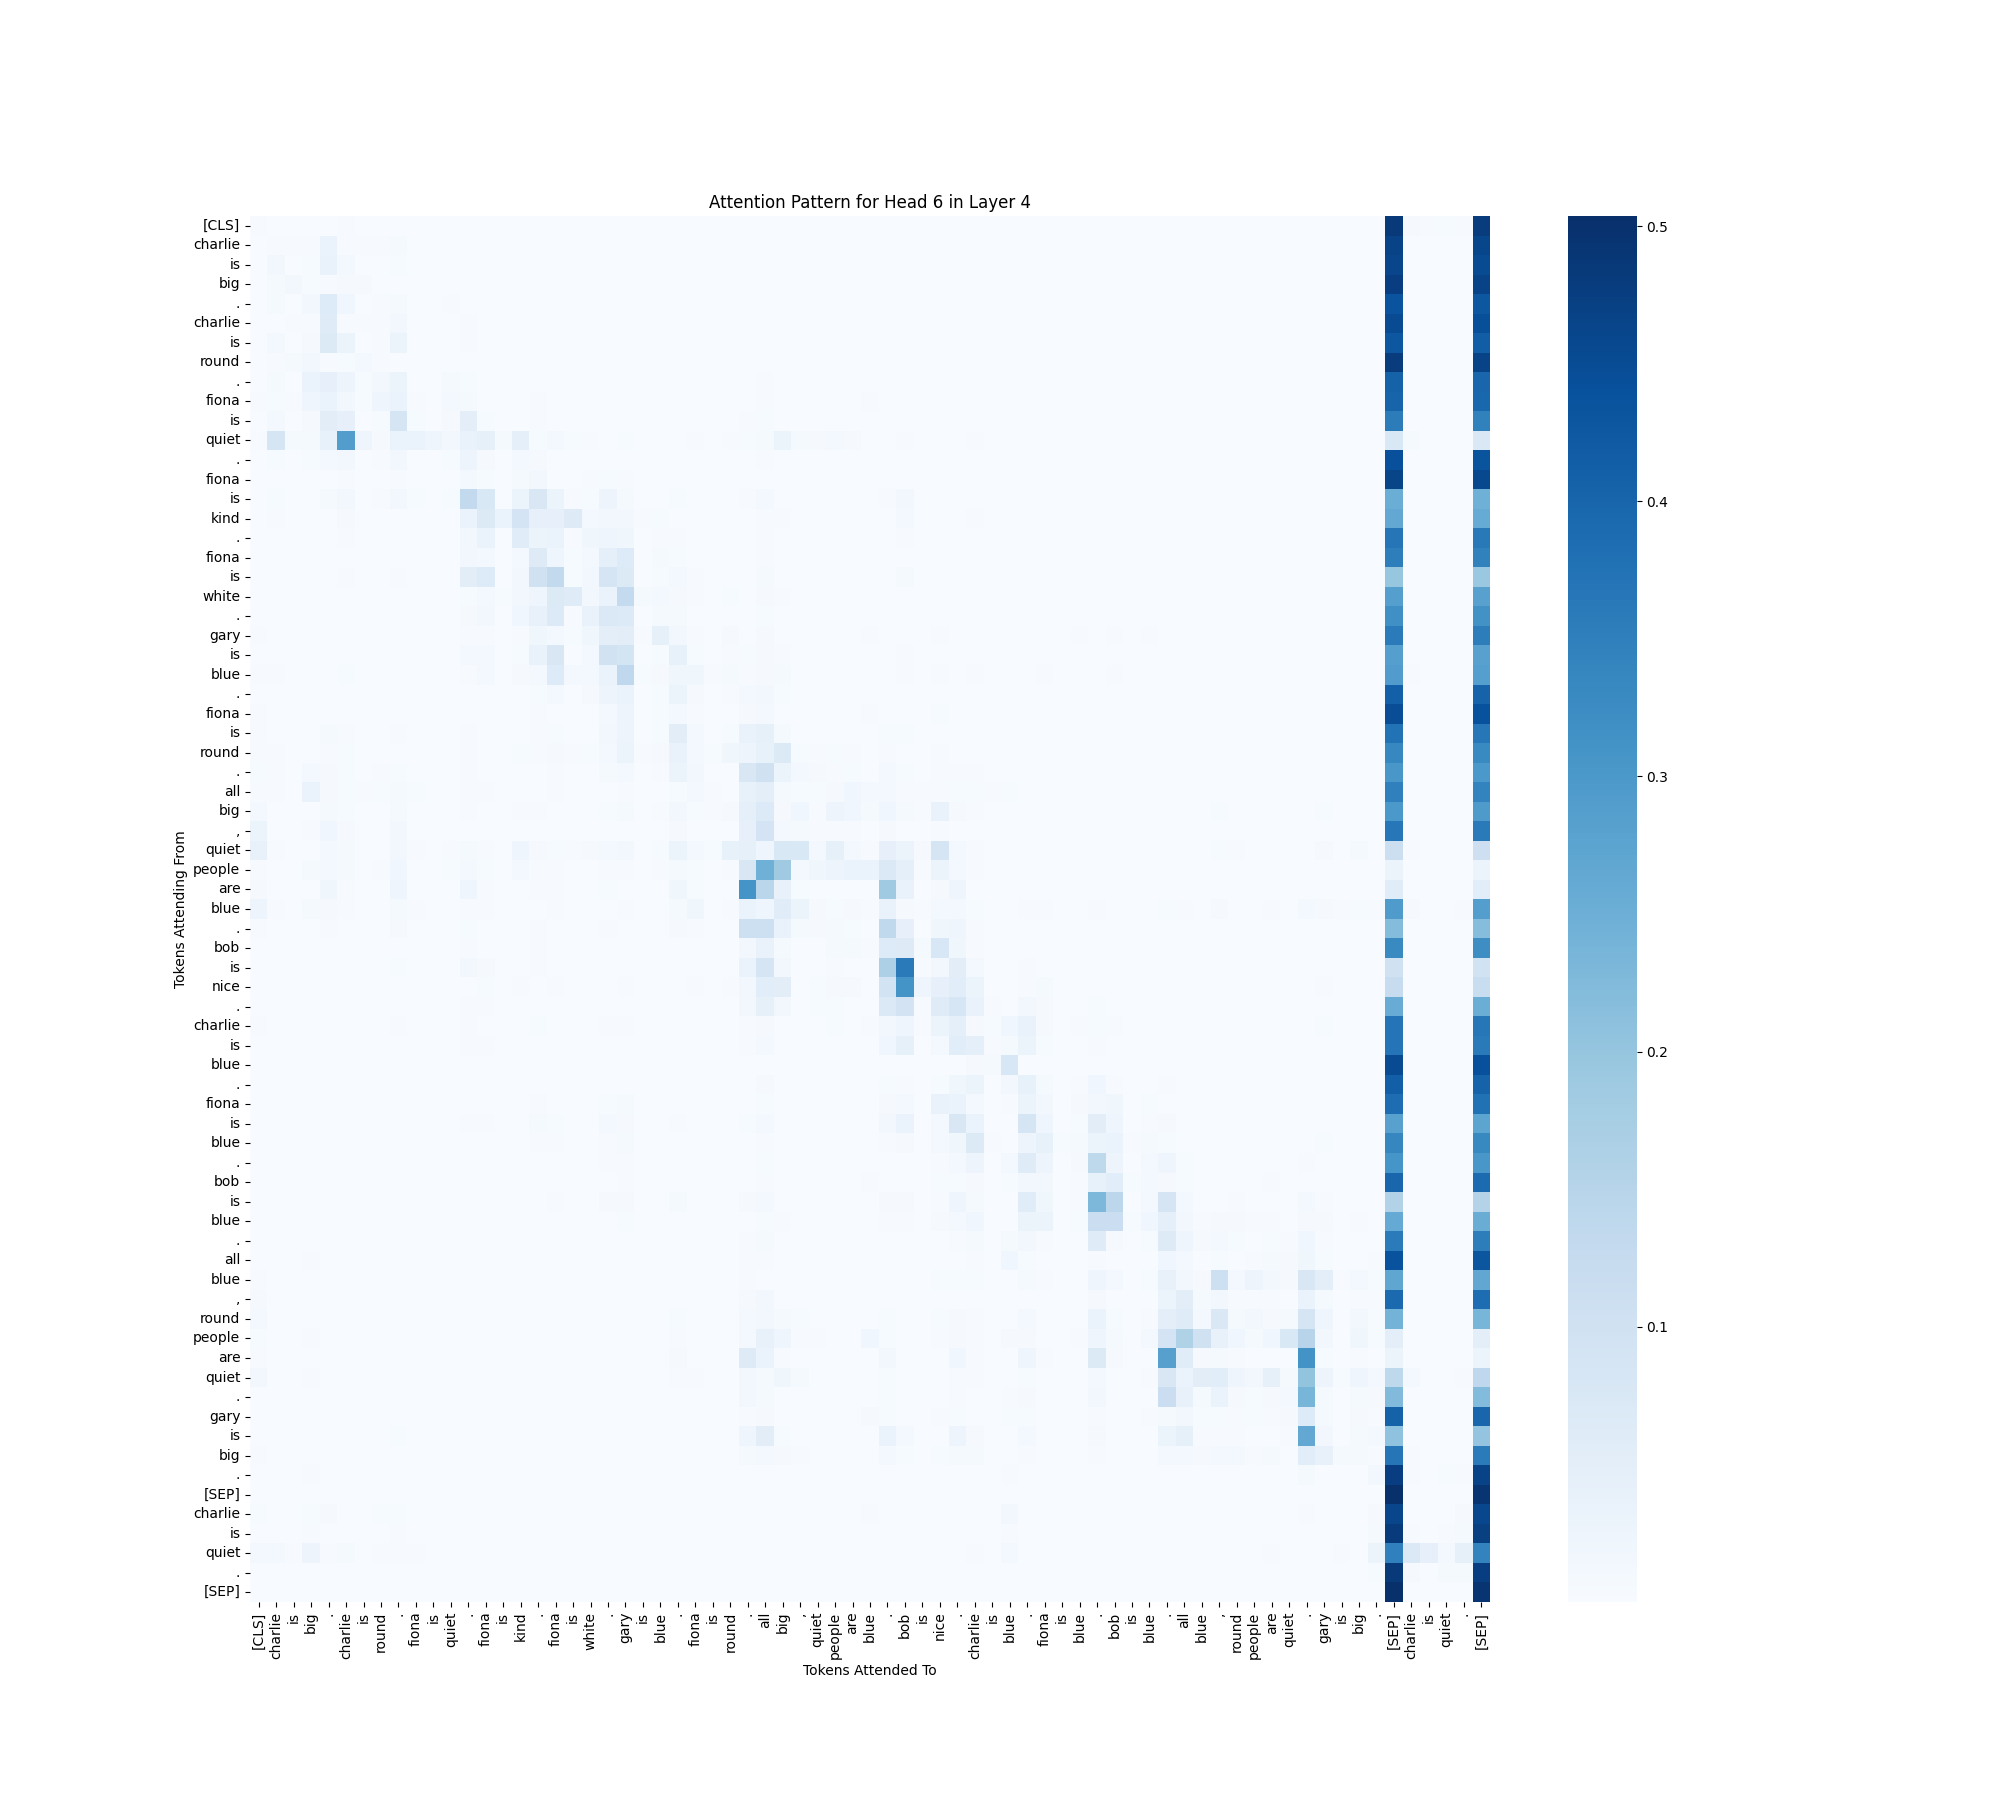 Attention Pattern for Head 6 in Layer 4
Tokens Attending From
[CLS]
charlie
is
big
.
charlie
is
round
.
fiona
is
quiet
.
fiona
is
kind
.
fiona
is
white
.
gary
is
blue
.
fiona
is
round
.
all
big
,
quiet
people
are
blue
.
bob
is
nice
.
charlie
is
blue
.
fiona
is
blue
.
bob
is
blue
.
all
blue
,
round
people
are
quiet
.
gary
is
big
.
[SEP]
charlie
is
quiet
.
[SEP]
[CLS] charlie is big . charlie is round . fiona is quiet . fiona is kind . fiona is white . gary is blue . fiona is round . all big , quiet people are blue . bob is nice . charlie is blue . fiona is blue . bob is blue . all blue , round people are quiet . gary is big . [SEP] charlie is quiet . [SEP]
Tokens Attended To
0.5
0.4
0.3
0.2
0.1